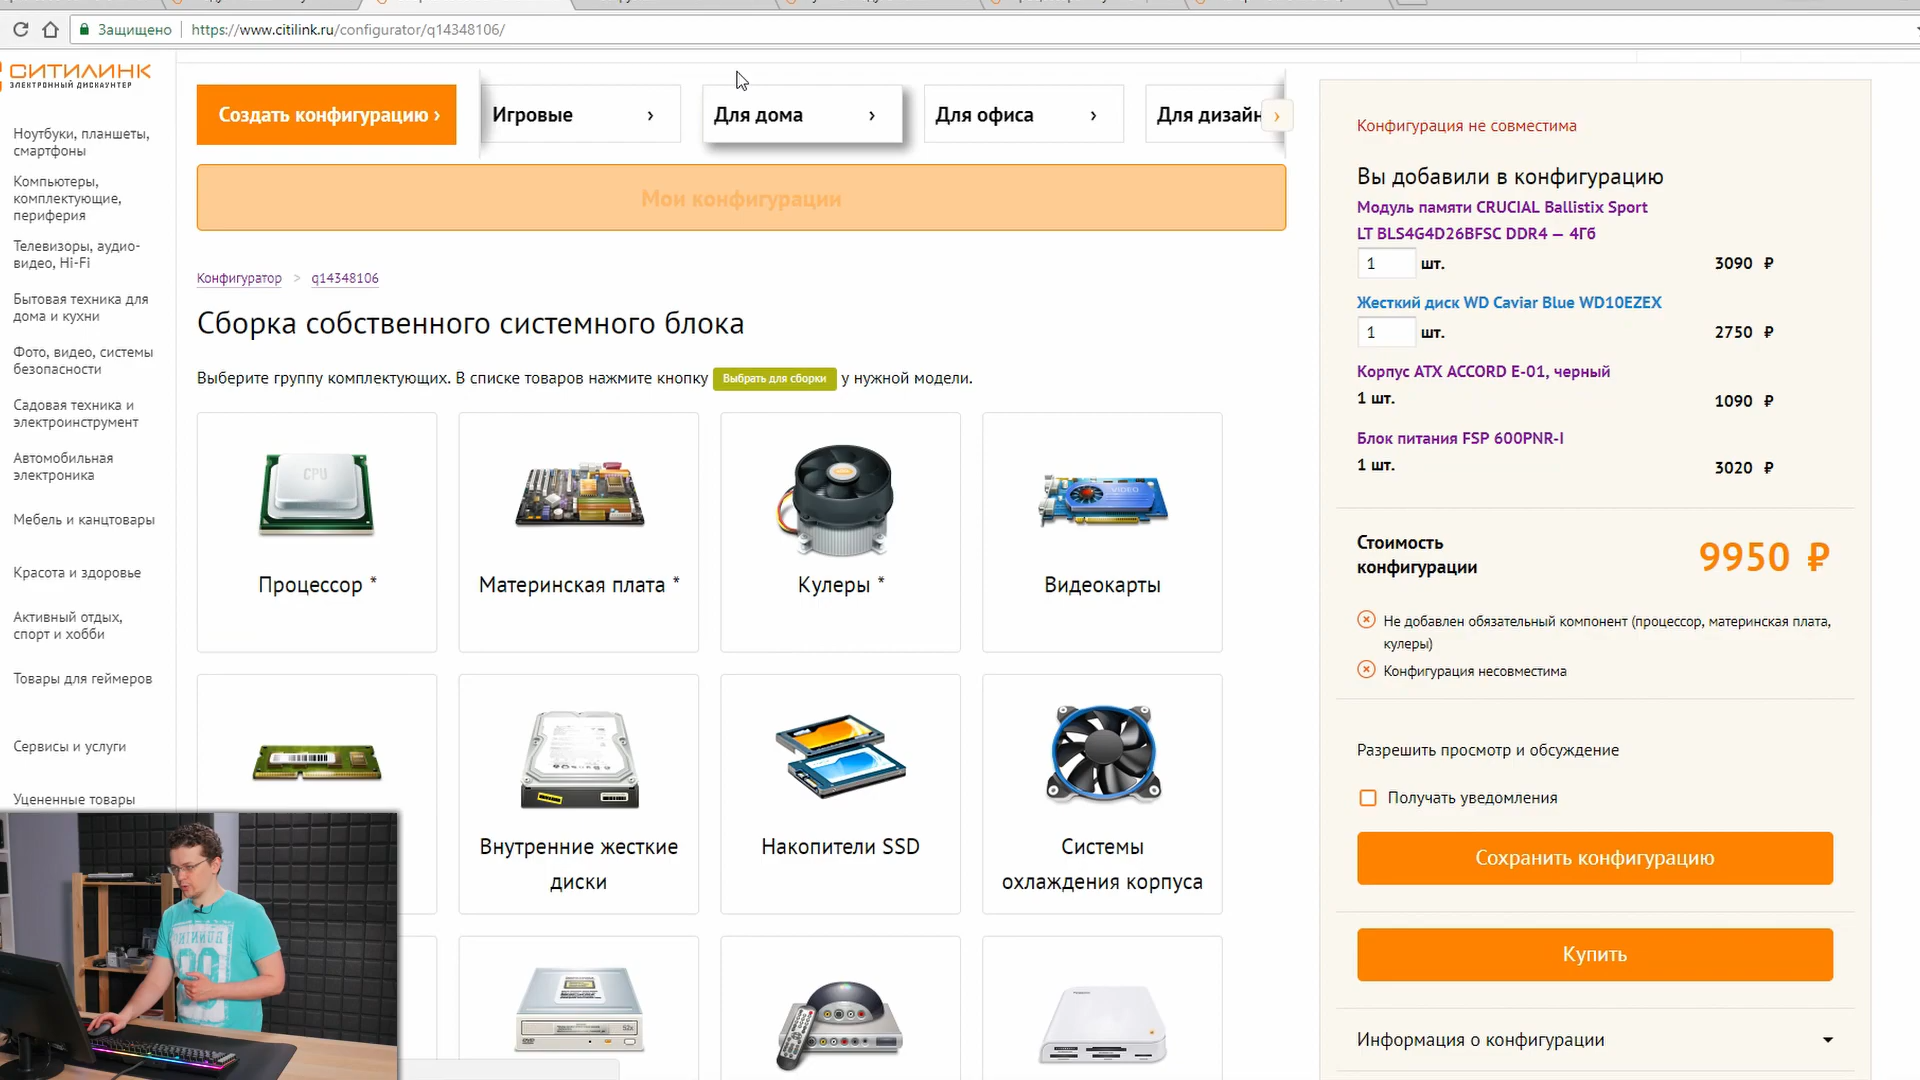 Защищено
https://www.citilink.ru/configurator/q14348106/
СИТИЛИНК
ЭЛЕКТРОННЫЙ ДИСКАУНТЕР
Ноутбуки, планшеты,
смартфоны
Компьютеры,
комплектующие,
периферия
Телевизоры, аудио-
видео, Hi-Fi
Бытовая техника для
дома и кухни
Фото, видео, системы
безопасности
Садовая техника и
электроинструмент
Автомобильная
электроника
Мебель и канцтовары
Красота и здоровье
Активный отдых,
спорт и хобби
Товары для геймеров
Сервисы и услуги
Уцененные товары
Создать конфигурацию ›
Игровые ›
Для дома ›
Для офиса ›
Для дизайн
Мои конфигурации
Конфигуратор > q14348106
Сборка собственного системного блока
Выберите группу комплектующих. В списке товаров нажмите кнопку Выбрать для сборки у нужной модели.
CPU
VIDEO
Процессор *
Материнская плата *
Кулеры *
Видеокарты
Внутренние жесткие
диски
Накопители SSD
Системы
охлаждения корпуса
52x
Конфигурация не совместима
Вы добавили в конфигурацию
Модуль памяти CRUCIAL Ballistix Sport
LT BLS4G4D26BFSC DDR4 — 4Гб
1 шт. 3090 ₽
Жесткий диск WD Caviar Blue WD10EZEX
1 шт. 2750 ₽
Корпус ATX ACCORD E-01, черный
1 шт. 1090 ₽
Блок питания FSP 600PNR-I
1 шт. 3020 ₽
Стоимость
конфигурации
9950 ₽
Не добавлен обязательный компонент (процессор, материнская плата,
кулеры)
Конфигурация несовместима
Разрешить просмотр и обсуждение
Получать уведомления
Сохранить конфигурацию
Купить
Информация о конфигурации